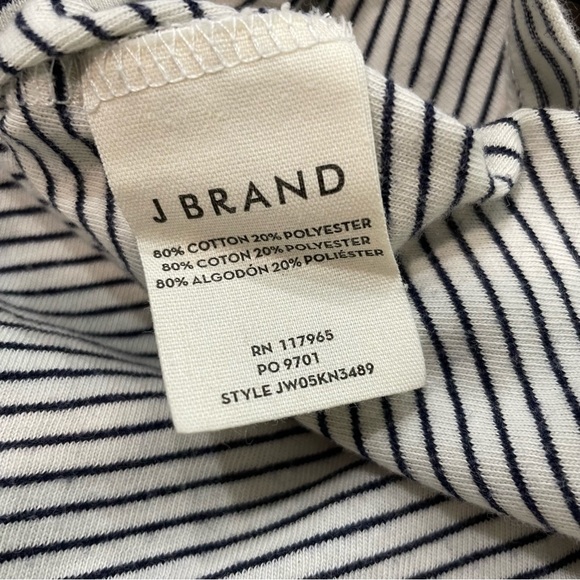 J BRAND
80% COTTON 20% POLYESTER
80% COTON 20% POLYESTER
80% ALGODÓN 20% POLIÉSTER
RN 117965
PO 9701
STYLE JW05KN3489